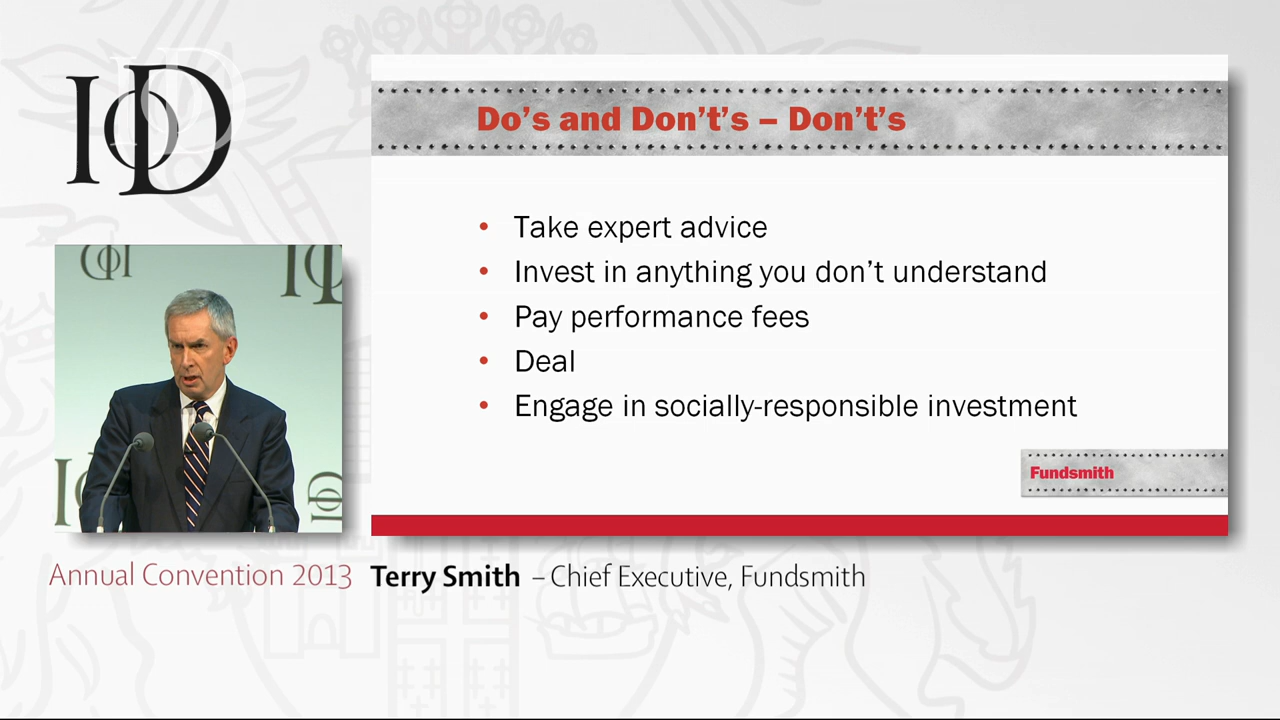 IoD
Do’s and Don’t’s – Don’t’s
• Take expert advice
• Invest in anything you don’t understand
• Pay performance fees
• Deal
• Engage in socially-responsible investment
Fundsmith
Annual Convention 2013
Terry Smith – Chief Executive, Fundsmith